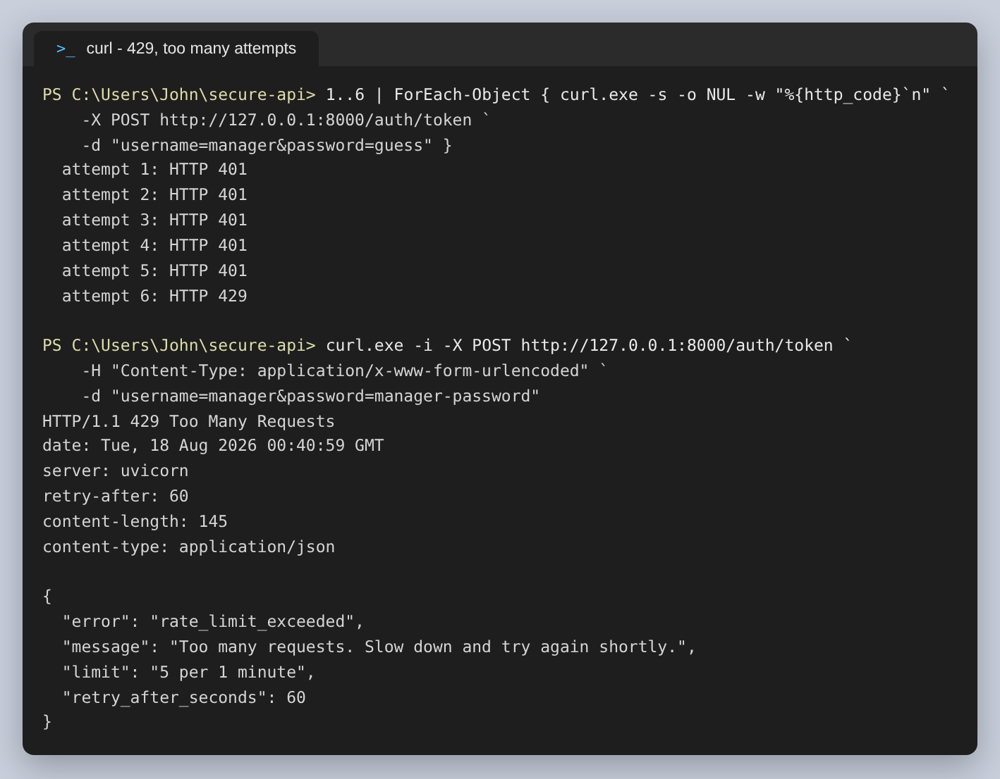 >_ curl - 429, too many attempts
PS C:\Users\John\secure-api> 1..6 | ForEach-Object { curl.exe -s -o NUL -w "%{http_code}`n" `
    -X POST http://127.0.0.1:8000/auth/token `
    -d "username=manager&password=guess" }
  attempt 1: HTTP 401
  attempt 2: HTTP 401
  attempt 3: HTTP 401
  attempt 4: HTTP 401
  attempt 5: HTTP 401
  attempt 6: HTTP 429
PS C:\Users\John\secure-api> curl.exe -i -X POST http://127.0.0.1:8000/auth/token `
    -H "Content-Type: application/x-www-form-urlencoded" `
    -d "username=manager&password=manager-password"
HTTP/1.1 429 Too Many Requests
date: Tue, 18 Aug 2026 00:40:59 GMT
server: uvicorn
retry-after: 60
content-length: 145
content-type: application/json
{
  "error": "rate_limit_exceeded",
  "message": "Too many requests. Slow down and try again shortly.",
  "limit": "5 per 1 minute",
  "retry_after_seconds": 60
}